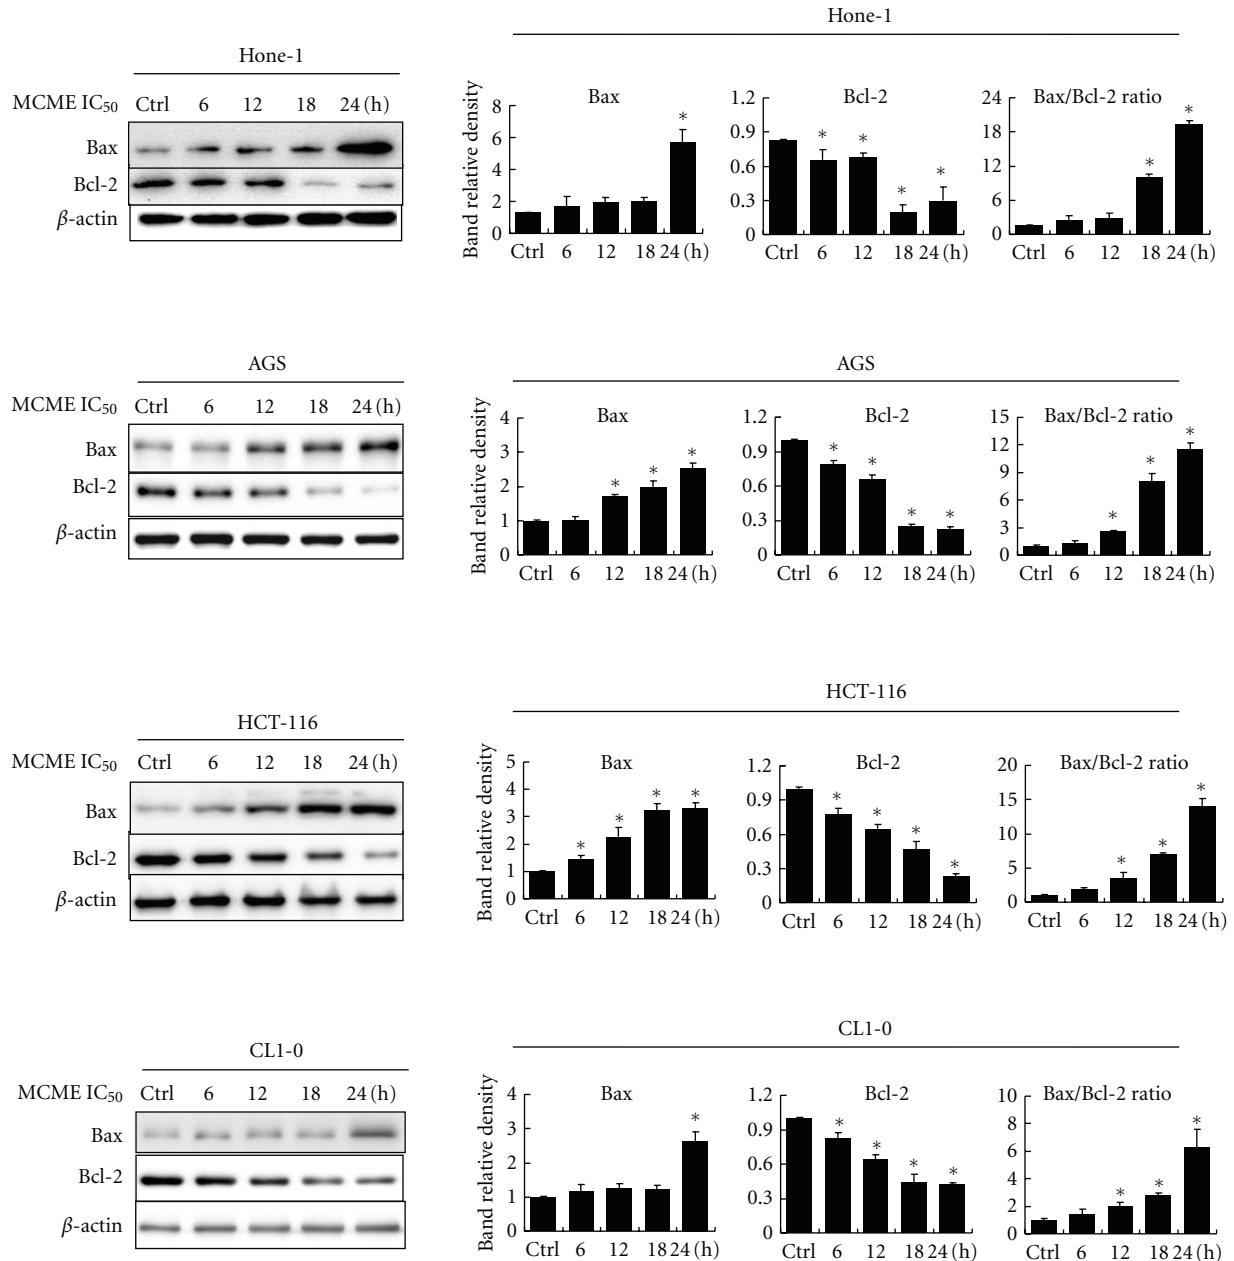 Hone-1
MCME IC50 Ctrl 6 12 18 24 (h)
Bax
Bcl-2
β-actin
Hone-1
Bax
Band relative density
8
6
4
2
0
Ctrl 6 12 18 24 (h)
Bcl-2
1.2
0.9
0.6
0.3
0
Ctrl 6 12 18 24 (h)
Bax/Bcl-2 ratio
24
18
12
6
0
Ctrl 6 12 18 24 (h)
AGS
MCME IC50 Ctrl 6 12 18 24 (h)
Bax
Bcl-2
β-actin
AGS
Bax
Band relative density
4
3
2
1
0
Ctrl 6 12 18 24 (h)
Bcl-2
1.2
0.9
0.6
0.3
0
Ctrl 6 12 18 24 (h)
Bax/Bcl-2 ratio
15
12
9
6
3
0
Ctrl 6 12 18 24 (h)
HCT-116
MCME IC50 Ctrl 6 12 18 24 (h)
Bax
Bcl-2
β-actin
HCT-116
Bax
Band relative density
5
4
3
2
1
0
Ctrl 6 12 18 24 (h)
Bcl-2
1.2
0.9
0.6
0.3
0
Ctrl 6 12 18 24 (h)
Bax/Bcl-2 ratio
20
15
10
5
0
Ctrl 6 12 18 24 (h)
CL1-0
MCME IC50 Ctrl 6 12 18 24 (h)
Bax
Bcl-2
β-actin
CL1-0
Bax
Band relative density
4
3
2
1
0
Ctrl 6 12 18 24 (h)
Bcl-2
1.2
0.9
0.6
0.3
0
Ctrl 6 12 18 24 (h)
Bax/Bcl-2 ratio
10
8
6
4
2
0
Ctrl 6 12 18 24 (h)